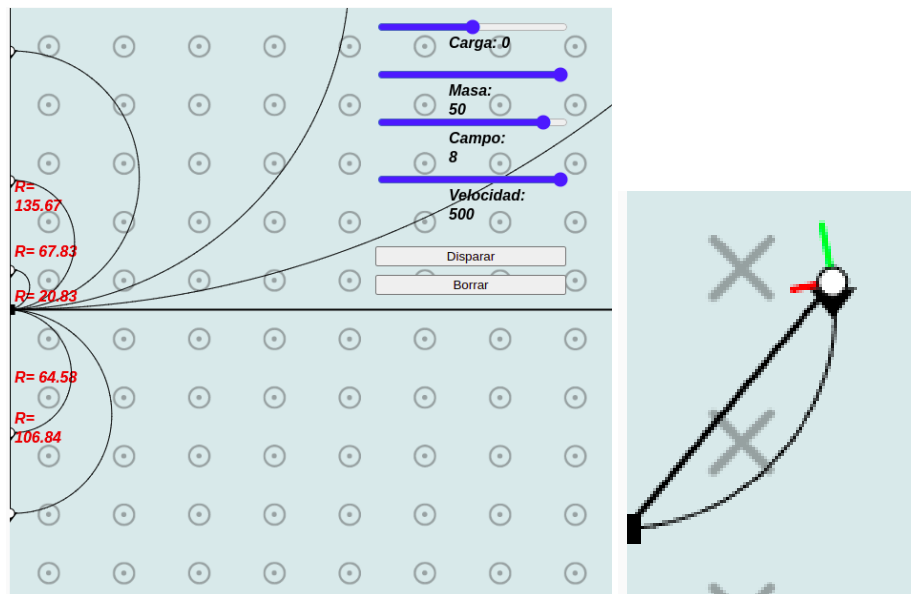 Carga: 0
Masa:
50
Campo:
8
Velocidad:
500
Disparar
Borrar
R=
135.67
R= 67.83
R= 20.83
R= 64.58
R=
106.84